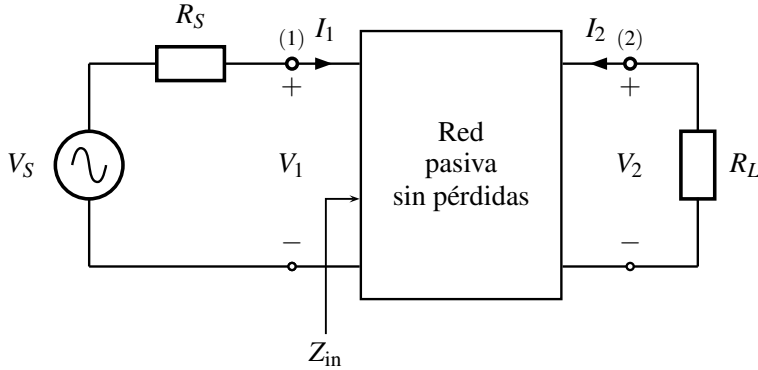 R_S
(1) I_1
I_2 (2)
+
+
V_S
V_1
Red
pasiva
sin pérdidas
V_2
R_L
−
−
Z_in